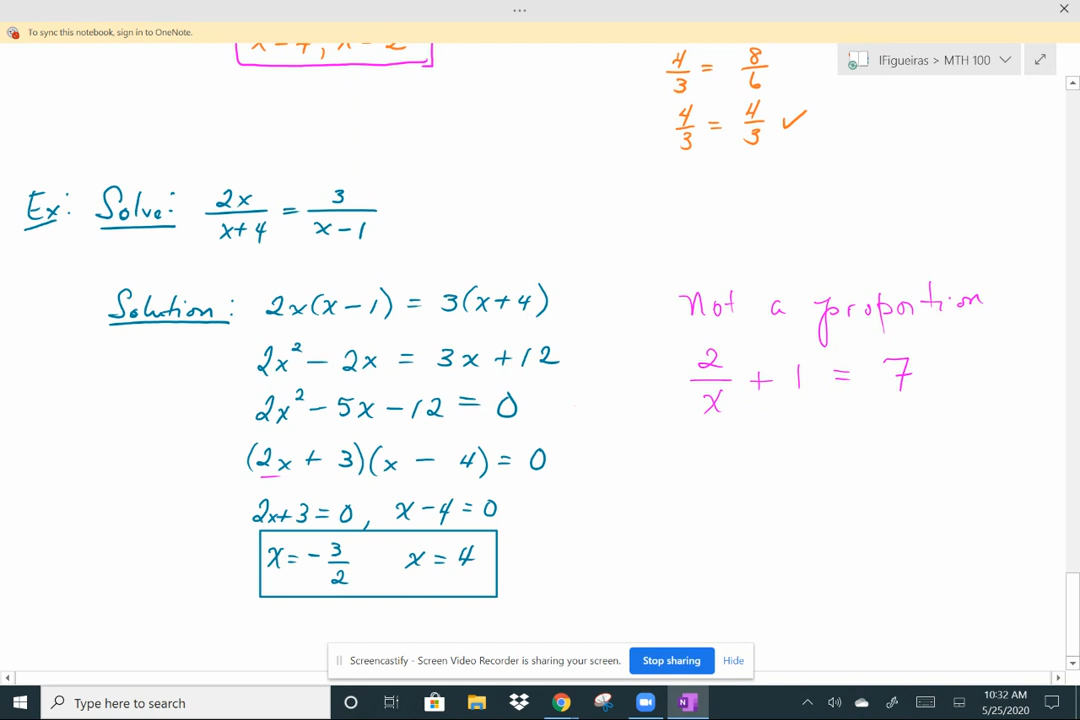 To sync this notebook, sign in to OneNote.
IFigueiras > MTH 100
x = 4, x = 2
4/3 = 8/6
4/3 = 4/3 ✓
Ex: Solve: 2x/(x+4) = 3/(x-1)
Solution: 2x(x - 1) = 3(x+4)
2x² - 2x = 3x + 12
2x² - 5x - 12 = 0
(2x + 3)(x - 4) = 0
2x+3 = 0, x - 4 = 0
x = -3/2 x = 4
Not a proportion
2/x + 1 = 7
Screencastify - Screen Video Recorder is sharing your screen.
Stop sharing
Hide
Type here to search
10:32 AM
5/25/2020